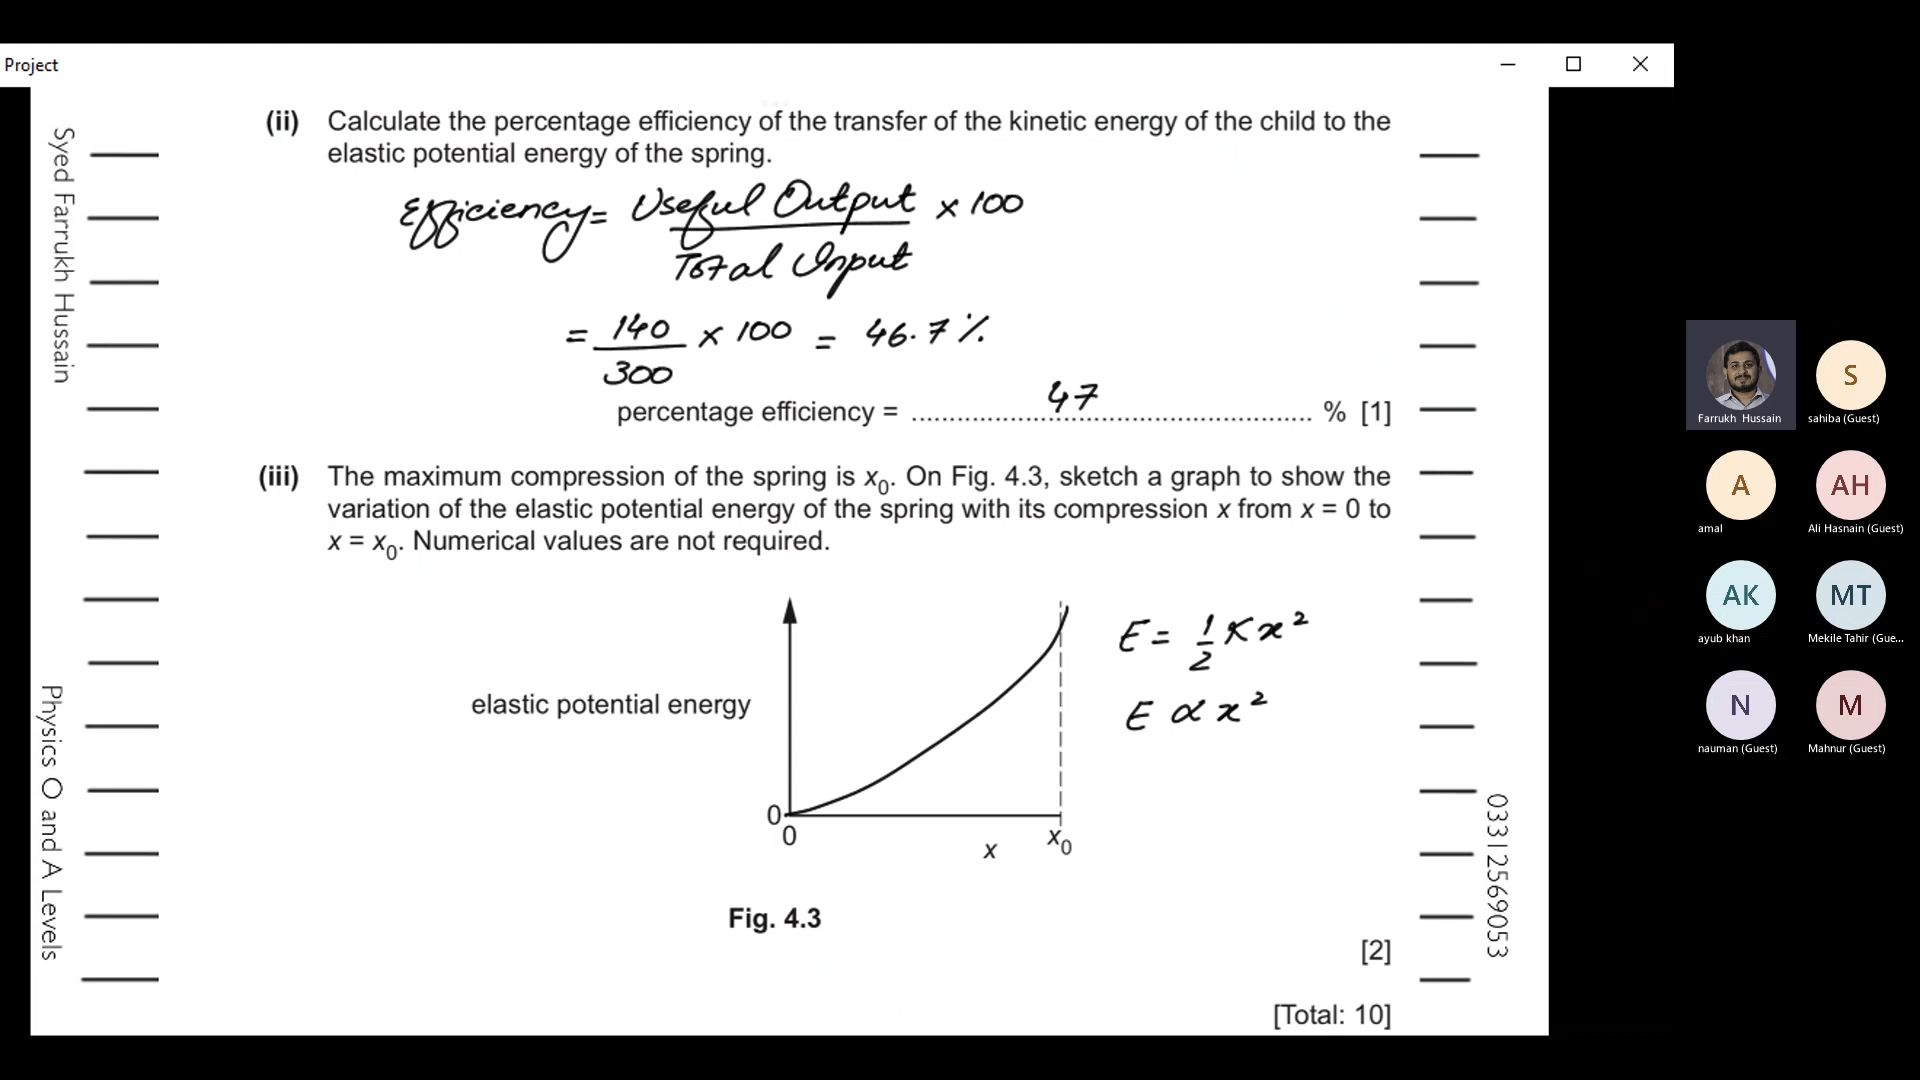 Project
Syed Farrukh Hussain
Physics O and A Levels
(ii) Calculate the percentage efficiency of the transfer of the kinetic energy of the child to the
elastic potential energy of the spring.
Efficiency = Useful Output × 100
Total Input
= 140 × 100 = 46.7 %
300
47
percentage efficiency = ...................................................... % [1]
(iii) The maximum compression of the spring is x₀. On Fig. 4.3, sketch a graph to show the
variation of the elastic potential energy of the spring with its compression x from x = 0 to
x = x₀. Numerical values are not required.
E = 1/2 Kx²
E ∝ x²
elastic potential energy
0
0
x
x₀
Fig. 4.3
[2]
[Total: 10]
03312569053
Farrukh Hussain
S
sahiba (Guest)
A
amal
AH
Ali Hasnain (Guest)
AK
ayub khan
MT
Mekile Tahir (Gue...
N
nauman (Guest)
M
Mahnur (Guest)